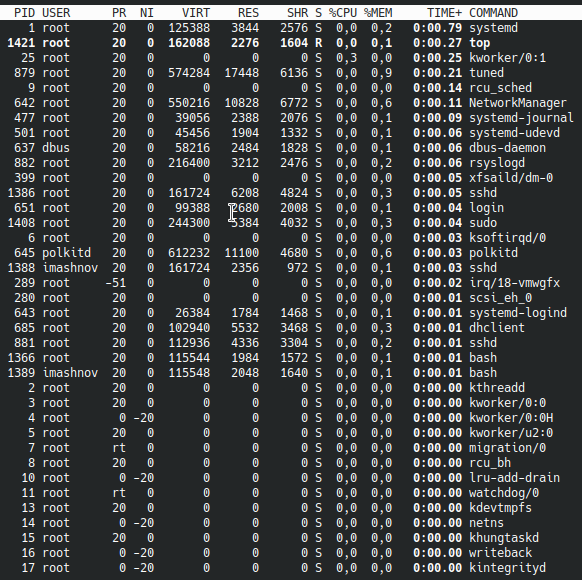 PID USER PR NI VIRT RES SHR S %CPU %MEM TIME+ COMMAND
1 root 20 0 125388 3844 2576 S 0,0 0,2 0:00.79 systemd
1421 root 20 0 162088 2276 1604 R 0,0 0,1 0:00.27 top
25 root 20 0 0 0 0 S 0,3 0,0 0:00.25 kworker/0:1
879 root 20 0 574284 17448 6136 S 0,0 0,9 0:00.21 tuned
9 root 20 0 0 0 0 S 0,0 0,0 0:00.14 rcu_sched
642 root 20 0 550216 10828 6772 S 0,0 0,6 0:00.11 NetworkManager
477 root 20 0 39056 2388 2076 S 0,0 0,1 0:00.09 systemd-journal
501 root 20 0 45456 1904 1332 S 0,0 0,1 0:00.06 systemd-udevd
637 dbus 20 0 58216 2484 1828 S 0,0 0,1 0:00.06 dbus-daemon
882 root 20 0 216400 3212 2476 S 0,0 0,2 0:00.06 rsyslogd
399 root 20 0 0 0 0 S 0,0 0,0 0:00.05 xfsaild/dm-0
1386 root 20 0 161724 6208 4824 S 0,0 0,3 0:00.05 sshd
651 root 20 0 99388 2680 2008 S 0,0 0,1 0:00.04 login
1408 root 20 0 244300 5384 4032 S 0,0 0,3 0:00.04 sudo
6 root 20 0 0 0 0 S 0,0 0,0 0:00.03 ksoftirqd/0
645 polkitd 20 0 612232 11100 4680 S 0,0 0,6 0:00.03 polkitd
1388 imashnov 20 0 161724 2356 972 S 0,0 0,1 0:00.03 sshd
289 root -51 0 0 0 0 S 0,0 0,0 0:00.02 irq/18-vmwgfx
280 root 20 0 0 0 0 S 0,0 0,0 0:00.01 scsi_eh_0
643 root 20 0 26384 1784 1468 S 0,0 0,1 0:00.01 systemd-logind
685 root 20 0 102940 5532 3468 S 0,0 0,3 0:00.01 dhclient
881 root 20 0 112936 4336 3304 S 0,0 0,2 0:00.01 sshd
1366 root 20 0 115544 1984 1572 S 0,0 0,1 0:00.01 bash
1389 imashnov 20 0 115548 2048 1640 S 0,0 0,1 0:00.01 bash
2 root 20 0 0 0 0 S 0,0 0,0 0:00.00 kthreadd
3 root 20 0 0 0 0 S 0,0 0,0 0:00.00 kworker/0:0
4 root 0 -20 0 0 0 S 0,0 0,0 0:00.00 kworker/0:0H
5 root 20 0 0 0 0 S 0,0 0,0 0:00.00 kworker/u2:0
7 root rt 0 0 0 0 S 0,0 0,0 0:00.00 migration/0
8 root 20 0 0 0 0 S 0,0 0,0 0:00.00 rcu_bh
10 root 0 -20 0 0 0 S 0,0 0,0 0:00.00 lru-add-drain
11 root rt 0 0 0 0 S 0,0 0,0 0:00.00 watchdog/0
13 root 20 0 0 0 0 S 0,0 0,0 0:00.00 kdevtmpfs
14 root 0 -20 0 0 0 S 0,0 0,0 0:00.00 netns
15 root 20 0 0 0 0 S 0,0 0,0 0:00.00 khungtaskd
16 root 0 -20 0 0 0 S 0,0 0,0 0:00.00 writeback
17 root 0 -20 0 0 0 S 0,0 0,0 0:00.00 kintegrityd